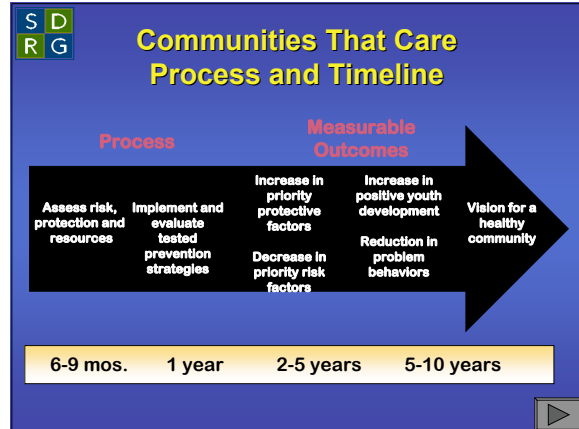 S D
R G
Communities That Care
Process and Timeline
Process
Measurable
Outcomes
Assess risk,
protection and
resources
Implement and
evaluate
tested
prevention
strategies
Increase in
priority
protective
factors
Decrease in
priority risk
factors
Increase in
positive youth
development
Reduction in
problem
behaviors
Vision for a
healthy
community
6-9 mos. 1 year 2-5 years 5-10 years